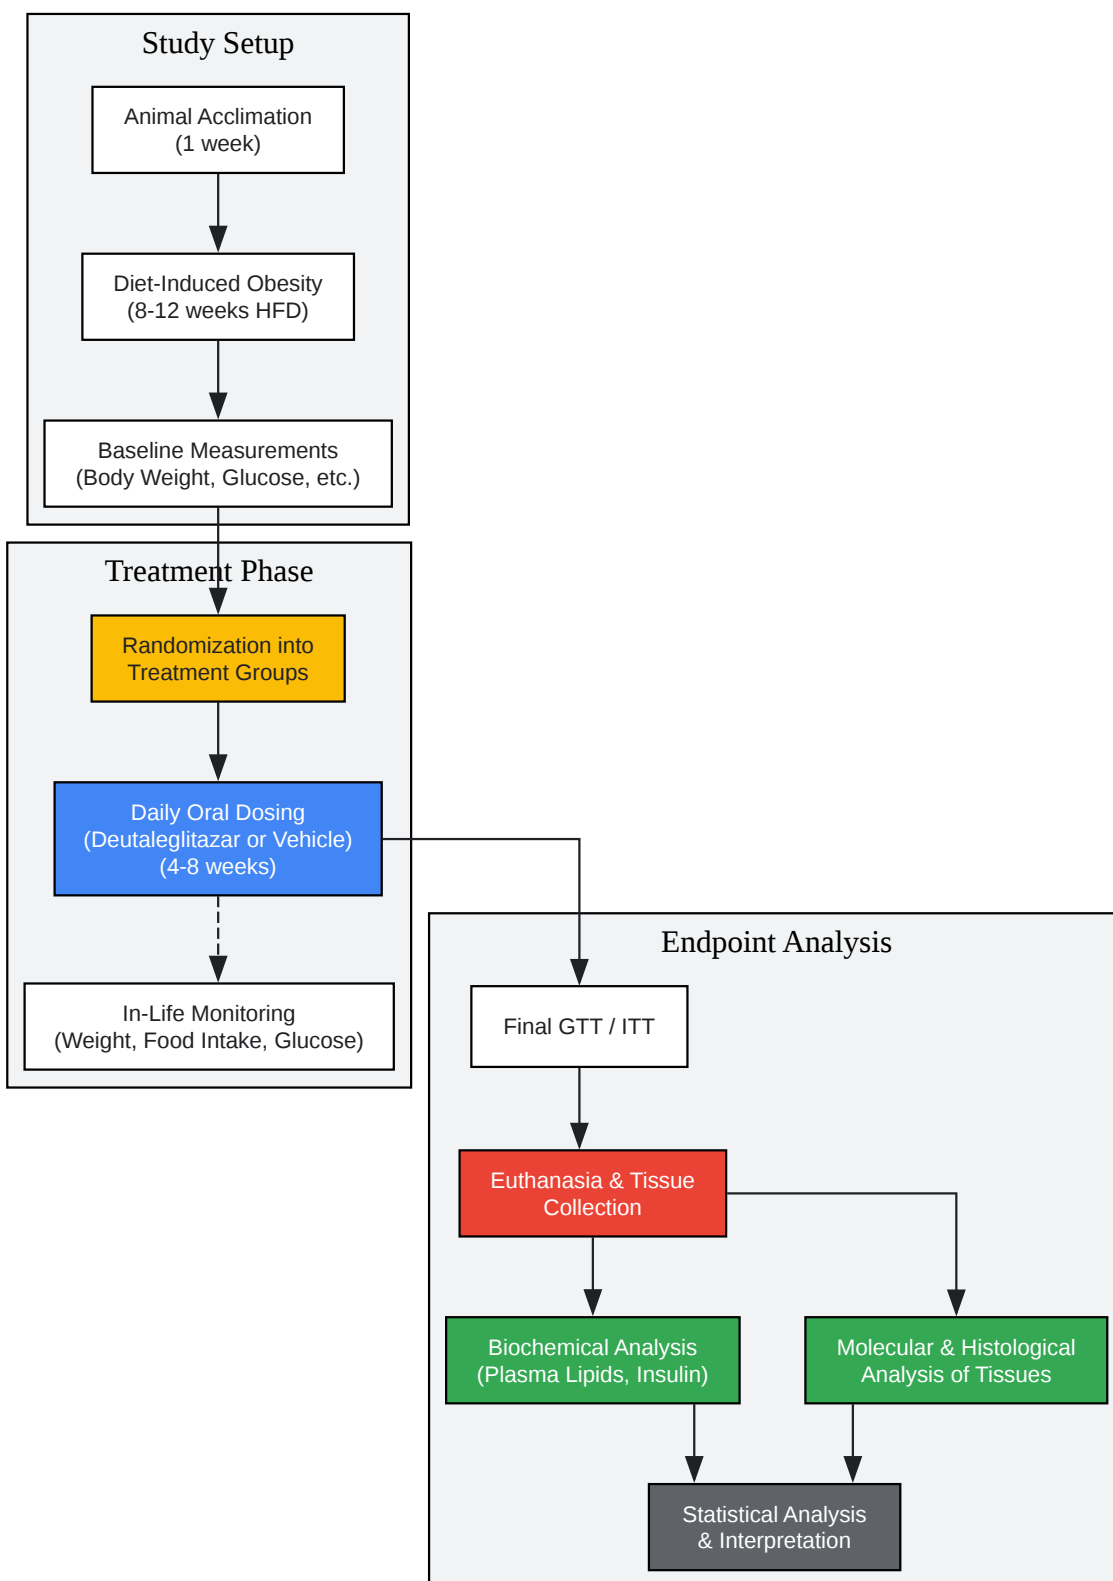 Study Setup
Animal Acclimation
(1 week)
Diet-Induced Obesity
(8-12 weeks HFD)
Baseline Measurements
(Body Weight, Glucose, etc.)
Treatment Phase
Randomization into
Treatment Groups
Daily Oral Dosing
(Deutaleglitazar or Vehicle)
(4-8 weeks)
In-Life Monitoring
(Weight, Food Intake, Glucose)
Endpoint Analysis
Final GTT / ITT
Euthanasia & Tissue
Collection
Biochemical Analysis
(Plasma Lipids, Insulin)
Molecular & Histological
Analysis of Tissues
Statistical Analysis
& Interpretation